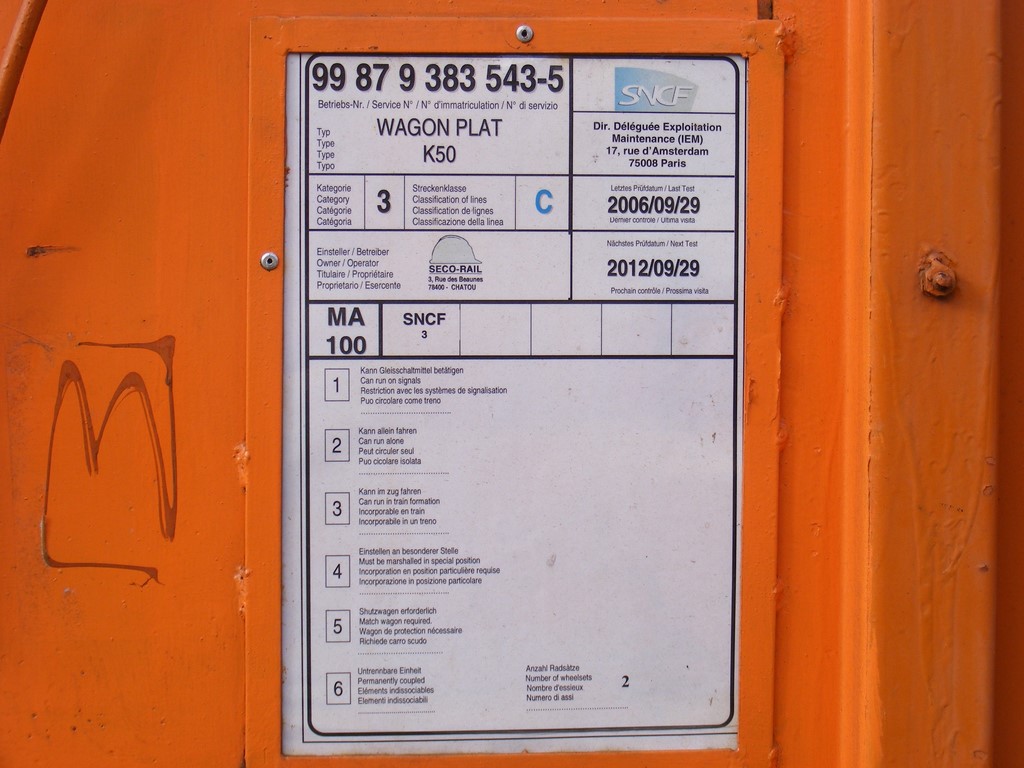 99 87 9 383 543-5
Betriebs-Nr. / Service N° / N° d'immatriculation / N° di servizio
Typ
Type
Type
Typo
WAGON PLAT
K50
SNCF
Dir. Déléguée Exploitation
Maintenance (IEM)
17, rue d'Amsterdam
75008 Paris
Kategorie
Category
Catégorie
Catégoria
3
Streckenklasse
Classification of lines
Classification de lignes
Classificazione della linea
C
Letztes Prüfdatum / Last Test
2006/09/29
Dernier contrôle / Ultima visita
Einsteller / Betreiber
Owner / Operator
Titulaire / Propriétaire
Proprietario / Esercente
SECO-RAIL
3, Rue des Beaunes
78400 - CHATOU
Nächstes Prüfdatum / Next Test
2012/09/29
Prochain contrôle / Prossima visita
MA
100
SNCF
3
1
Kann Gleisschaltmittel betätigen
Can run on signals
Restriction avec les systèmes de signalisation
Puo circolare come treno
2
Kann allein fahren
Can run alone
Peut circuler seul
Puo cicolare isolata
3
Kann im zug fahren
Can run in train formation
Incorporable en train
Incorporabile in un treno
4
Einstellen an besonderer Stelle
Must be marshalled in special position
Incorporation en position particulière requise
Incorporazione in posizione particolare
5
Shutzwagen erforderlich
Match wagon required.
Wagon de protection nécessaire
Richiede carro scudo
6
Untrennbare Einheit
Permanently coupled
Eléments indissociables
Elementi indissociabili
Anzahl Radsätze
Number of wheelsets
Nombre d'essieux
Numero di assi
2
M